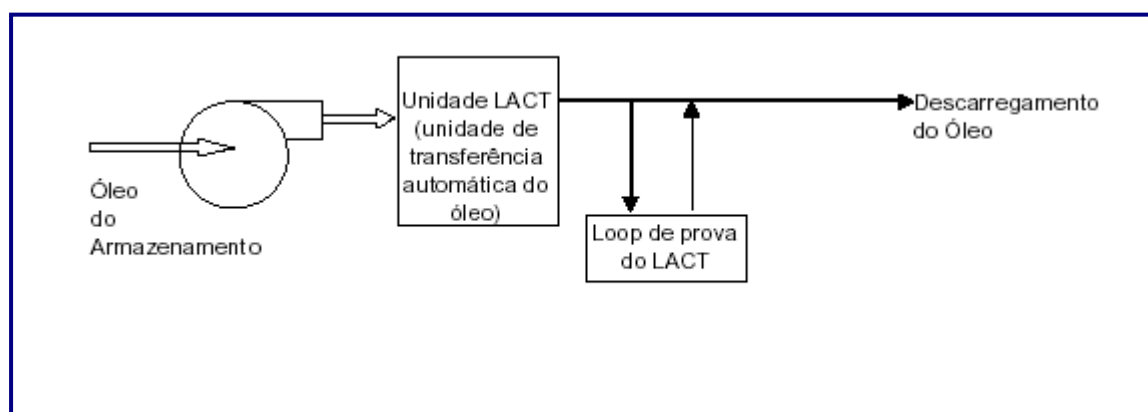 Óleo
do
Armazenamento
Unidade LACT
(unidade de
transferência
automática do
óleo)
Loop de prova
do LACT
Descarregamento
do Óleo